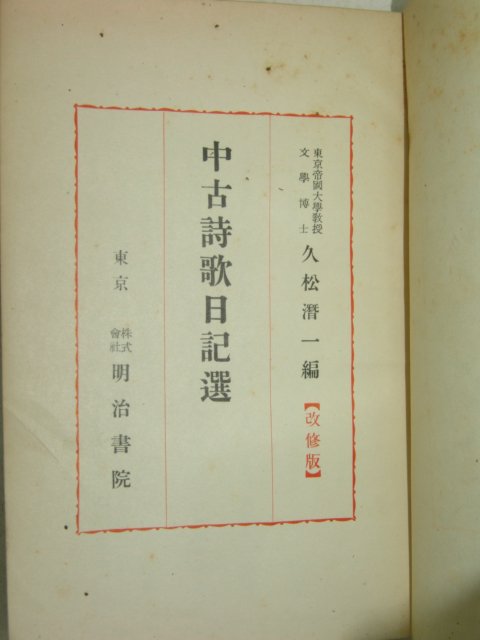 東京帝國大學敎授
文學博士
久松潛一編
【改修版】
中古詩歌日記選
東京
株式
會社
明治書院